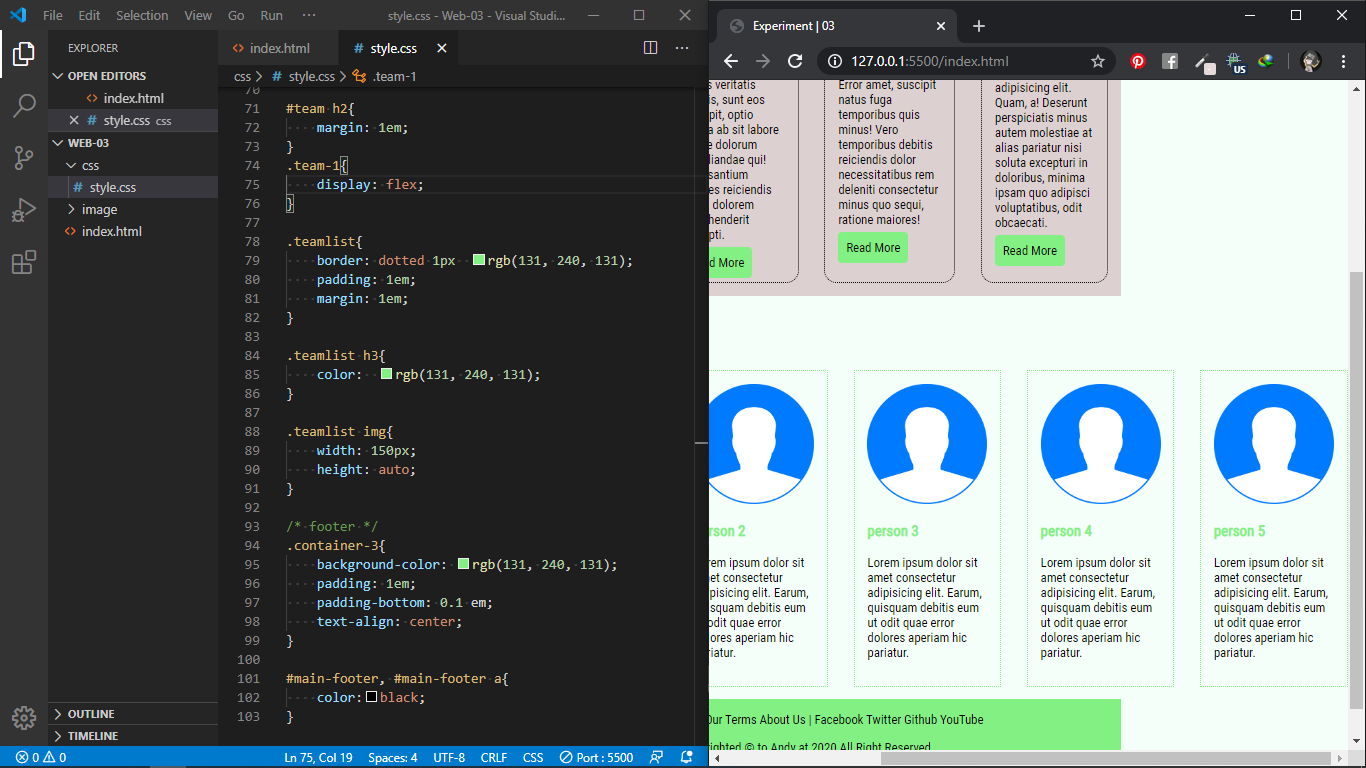 File Edit Selection View Go Run ··· style.css - Web-03 - Visual Studi...
EXPLORER
OPEN EDITORS
index.html
style.css css
WEB-03
css
style.css
image
index.html
OUTLINE
TIMELINE
index.html style.css
css > # style.css > .team-1
70
71 #team h2{
72 margin: 1em;
73 }
74 .team-1{
75 display: flex;
76 }
77
78 .teamlist{
79 border: dotted 1px rgb(131, 240, 131);
80 padding: 1em;
81 margin: 1em;
82 }
83
84 .teamlist h3{
85 color: rgb(131, 240, 131);
86 }
87
88 .teamlist img{
89 width: 150px;
90 height: auto;
91 }
92
93 /* footer */
94 .container-3{
95 background-color: rgb(131, 240, 131);
96 padding: 1em;
97 padding-bottom: 0.1 em;
98 text-align: center;
99 }
100
101 #main-footer, #main-footer a{
102 color: black;
103 }
0 0 Ln 75, Col 19 Spaces: 4 UTF-8 CRLF CSS Port : 5500
Experiment | 03
127.0.0.1:5500/index.html
US
s veritatis
is, sunt eos
pit, optio
a ab sit labore
e dolorum
iandae qui!
santium
es reiciendis
dolorem
henderit
pti.
d More
Error amet, suscipit
natus fuga
temporibus quis
minus! Vero
temporibus debitis
reiciendis dolor
necessitatibus rem
deleniti consectetur
minus quo sequi,
ratione maiores!
Read More
adipisicing elit.
Quam, a! Deserunt
perspiciatis minus
autem molestiae at
alias pariatur nisi
soluta excepturi in
doloribus, minima
ipsam quo adipisci
voluptatibus, odit
obcaecati.
Read More
rson 2
orem ipsum dolor sit
met consectetur
dipisicing elit. Earum,
uisquam debitis eum
t odit quae error
olores aperiam hic
riatur.
person 3
Lorem ipsum dolor sit
amet consectetur
adipisicing elit. Earum,
quisquam debitis eum
ut odit quae error
dolores aperiam hic
pariatur.
person 4
Lorem ipsum dolor sit
amet consectetur
adipisicing elit. Earum,
quisquam debitis eum
ut odit quae error
dolores aperiam hic
pariatur.
person 5
Lorem ipsum dolor sit
amet consectetur
adipisicing elit. Earum,
quisquam debitis eum
ut odit quae error
dolores aperiam hic
pariatur.
Our Terms About Us | Facebook Twitter Github YouTube
righted © to Andy at 2020 All Right Reserved